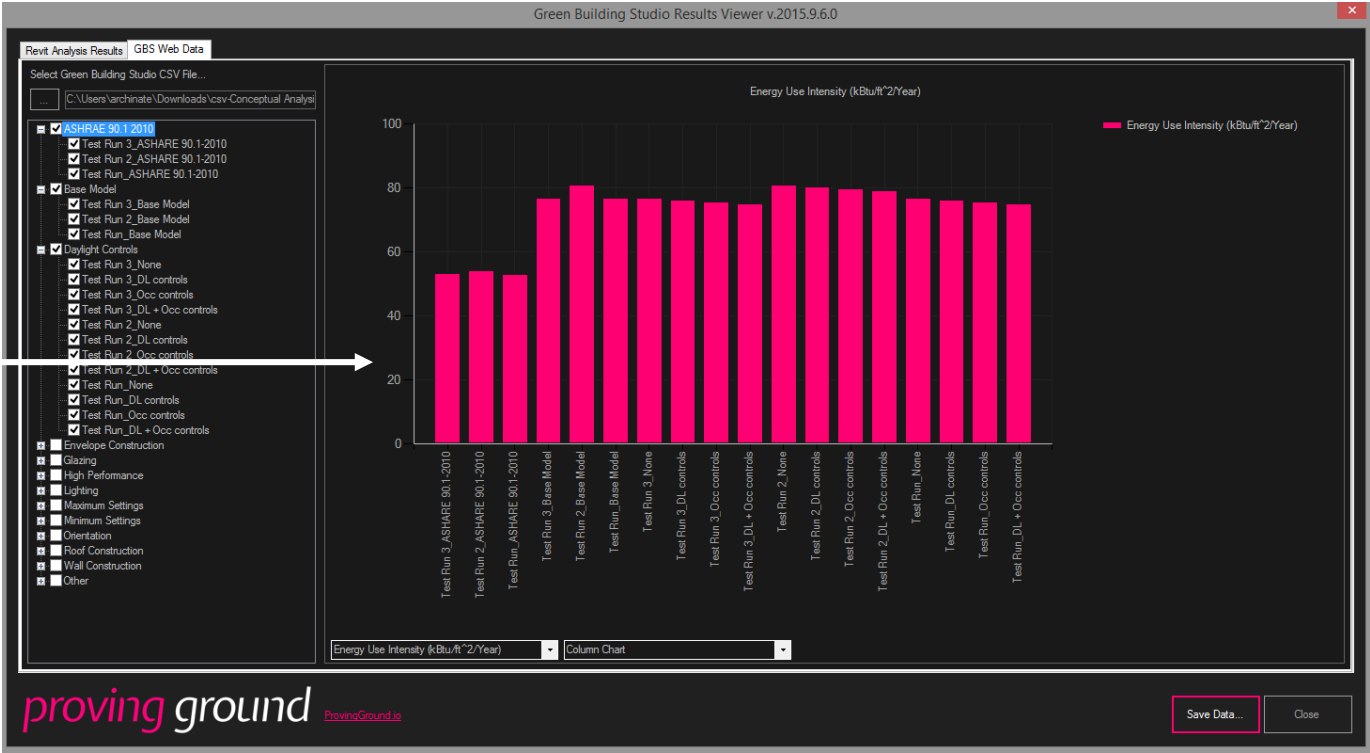 Green Building Studio Results Viewer v.2015.9.6.0
×
Revit Analysis Results
GBS Web Data
Select Green Building Studio CSV File...
...
C:\Users\archinate\Downloads\csv-Conceptual Analysi
ASHRAE 90.1 2010
Test Run 3_ASHARE 90.1-2010
Test Run 2_ASHARE 90.1-2010
Test Run_ASHARE 90.1-2010
Base Model
Test Run 3_Base Model
Test Run 2_Base Model
Test Run_Base Model
Daylight Controls
Test Run 3_None
Test Run 3_DL controls
Test Run 3_Occ controls
Test Run 3_DL + Occ controls
Test Run 2_None
Test Run 2_DL controls
Test Run 2_Occ controls
Test Run 2_DL + Occ controls
Test Run_None
Test Run_DL controls
Test Run_Occ controls
Test Run_DL + Occ controls
Envelope Construction
Glazing
High Performance
Lighting
Maximum Settings
Minimum Settings
Orientation
Roof Construction
Wall Construction
Other
Energy Use Intensity (kBtu/ft^2/Year)
Energy Use Intensity (kBtu/ft^2/Year)
100
80
60
40
20
0
Test Run 3_ASHARE 90.1-2010
Test Run 2_ASHARE 90.1-2010
Test Run_ASHARE 90.1-2010
Test Run 3_Base Model
Test Run 2_Base Model
Test Run_Base Model
Test Run 3_None
Test Run 3_DL controls
Test Run 3_Occ controls
Test Run 3_DL + Occ controls
Test Run 2_None
Test Run 2_DL controls
Test Run 2_Occ controls
Test Run 2_DL + Occ controls
Test Run_None
Test Run_DL controls
Test Run_Occ controls
Test Run_DL + Occ controls
Energy Use Intensity (kBtu/ft^2/Year)
Column Chart
proving ground
ProvingGround.io
Save Data...
Close